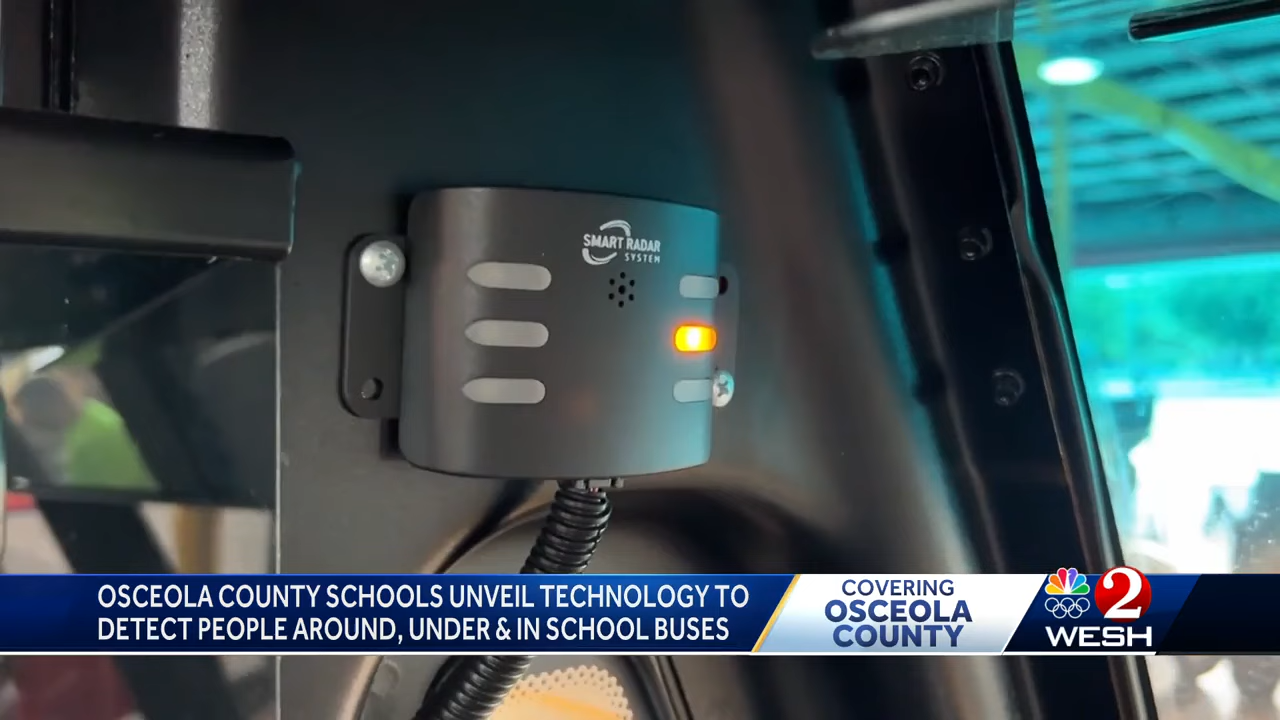 SMART RADAR
SYSTEM
OSCEOLA COUNTY SCHOOLS UNVEIL TECHNOLOGY TO
DETECT PEOPLE AROUND, UNDER & IN SCHOOL BUSES
COVERING
OSCEOLA
COUNTY
2
WESH